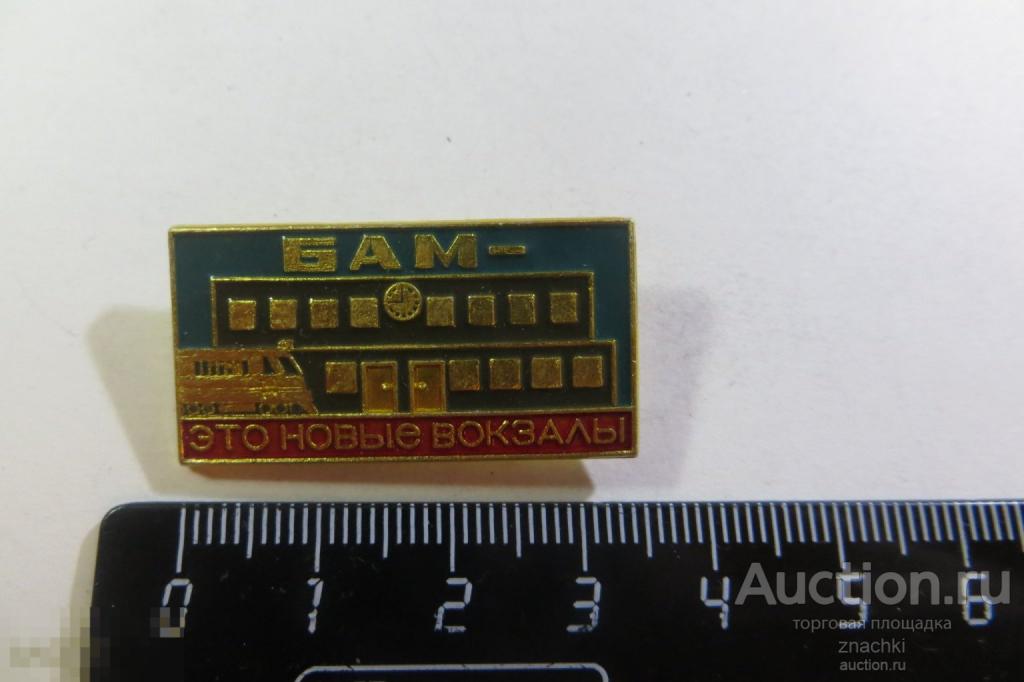 БАМ-
ЭТО НОВЫЕ ВОКЗАЛЫ
0 1 2 3 4 5 6
Auction.ru
торговая площадка
znachki
auction.ru